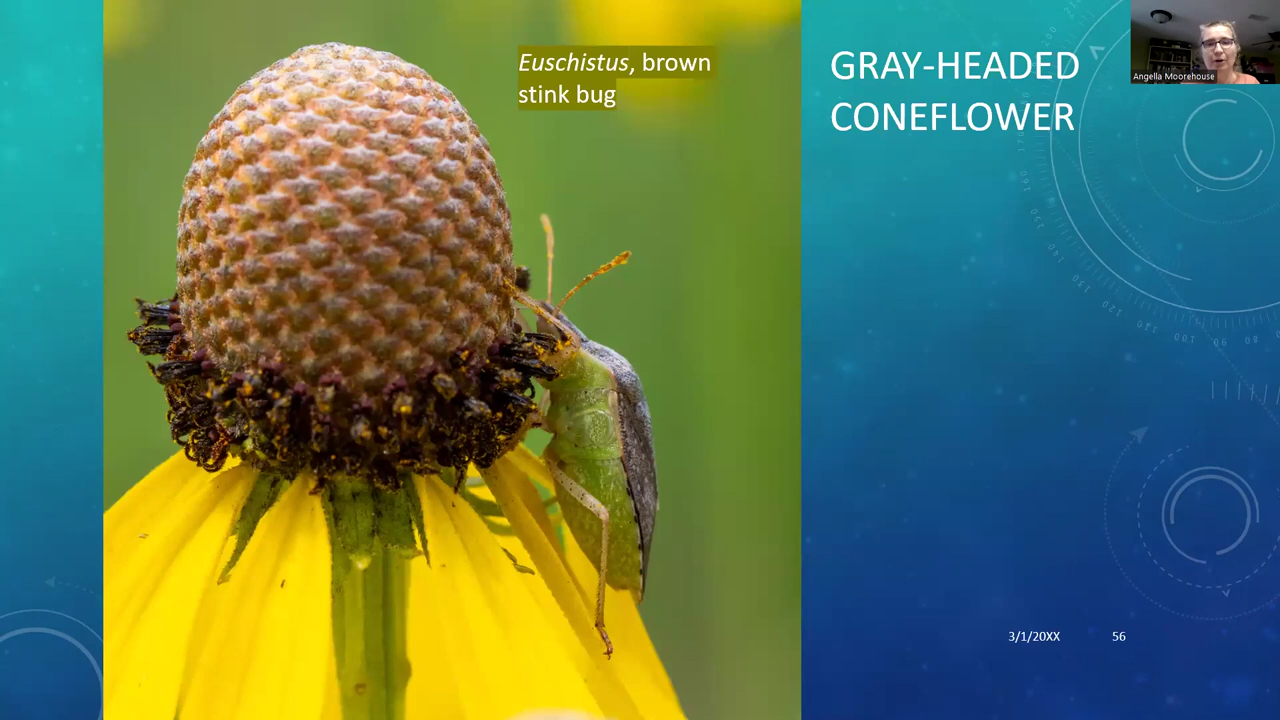 Euschistus, brown
stink bug
GRAY-HEADED
CONEFLOWER
Angella Moorehouse
3/1/20XX
56